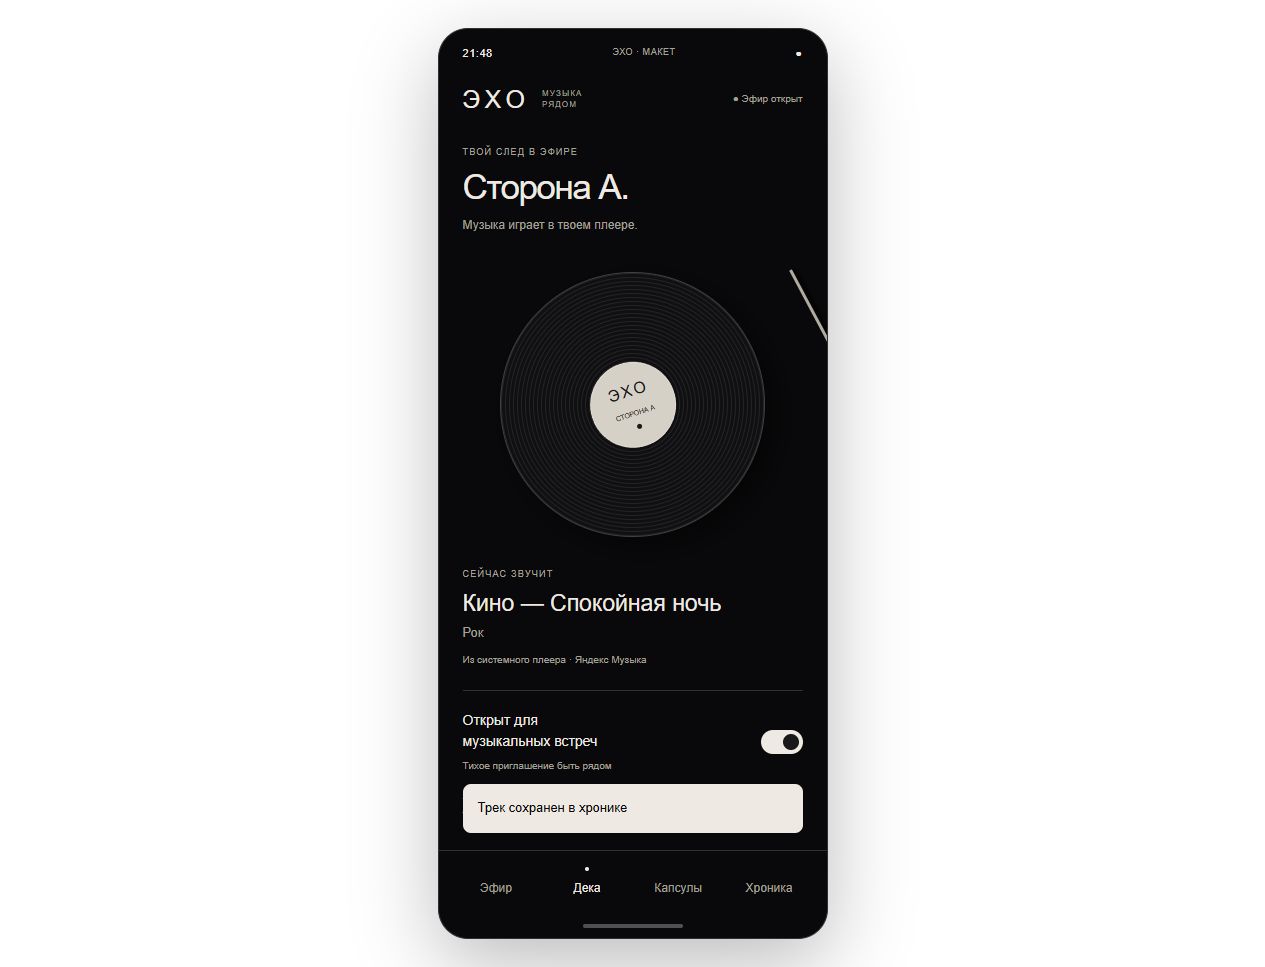 21:48
ЭХО · МАКЕТ
ЭХО
МУЗЫКА
РЯДОМ
Эфир открыт
ТВОЙ СЛЕД В ЭФИРЕ
Сторона А.
Музыка играет в твоем плеере.
ЭХО
СТОРОНА А
СЕЙЧАС ЗВУЧИТ
Кино — Спокойная ночь
Рок
Из системного плеера · Яндекс Музыка
Открыт для
музыкальных встреч
Тихое приглашение быть рядом
Трек сохранен в хронике
Эфир
Дека
Капсулы
Хроника